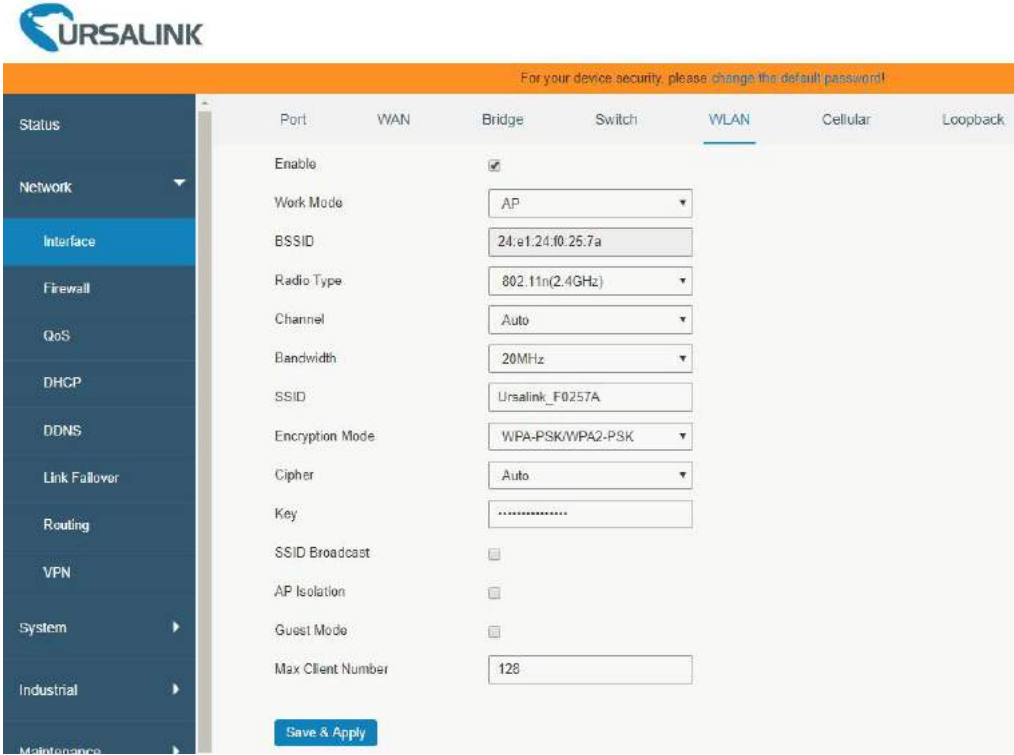 URSALINK
For your device security, please change the default password!
Status
Network
Interface
Firewall
QoS
DHCP
DDNS
Link Failover
Routing
VPN
System
Industrial
Maintenance
Port WAN Bridge Switch WLAN Cellular Loopback
Enable
Work Mode AP
BSSID 24:e1:24:f0:25:7a
Radio Type 802.11n(2.4GHz)
Channel Auto
Bandwidth 20MHz
SSID Ursalink_F0257A
Encryption Mode WPA-PSK/WPA2-PSK
Cipher Auto
Key ···············
SSID Broadcast
AP Isolation
Guest Mode
Max Client Number 128
Save & Apply